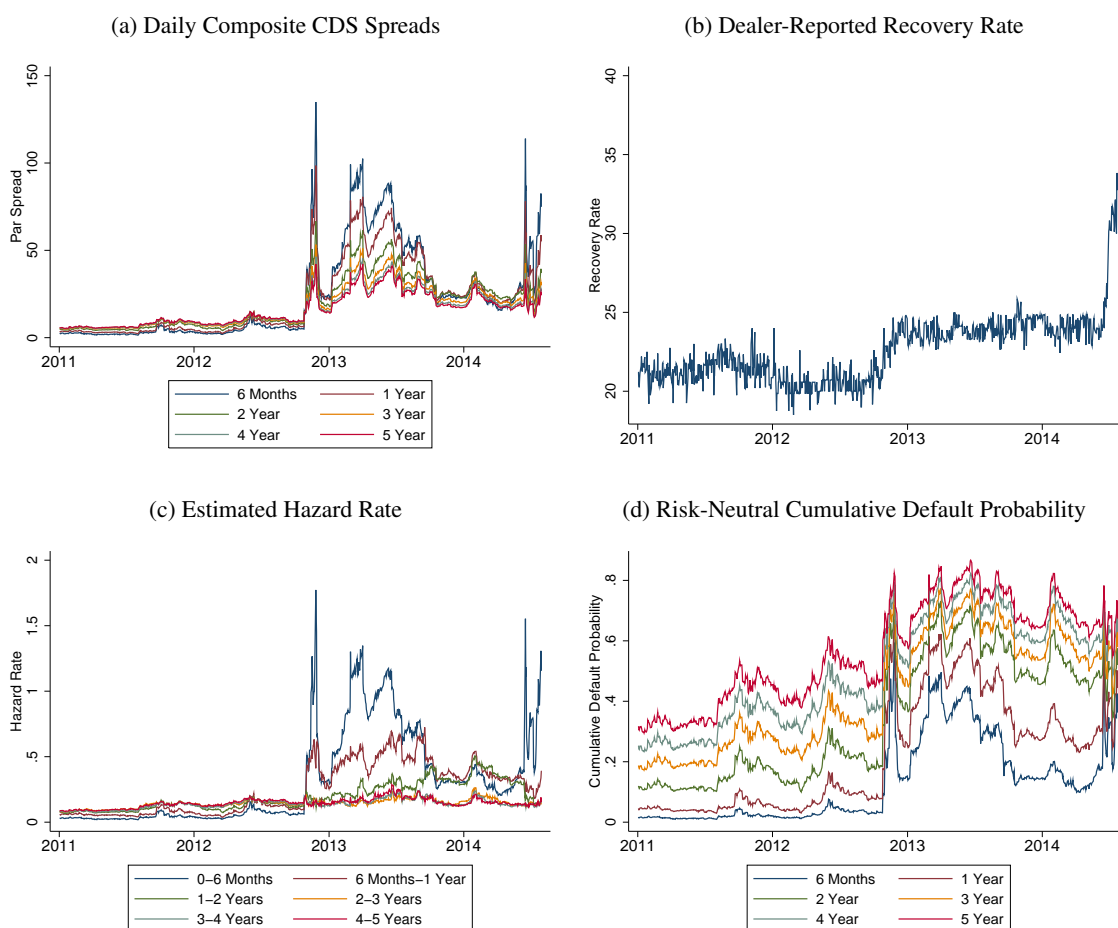 (a) Daily Composite CDS Spreads
Par Spread
150
100
50
0
2011 2012 2013 2014
6 Months 1 Year
2 Year 3 Year
4 Year 5 Year
(b) Dealer-Reported Recovery Rate
Recovery Rate
40
35
30
25
20
2011 2012 2013 2014
(c) Estimated Hazard Rate
Hazard Rate
2
1.5
1
.5
0
2011 2012 2013 2014
0−6 Months 6 Months−1 Year
1−2 Years 2−3 Years
3−4 Years 4−5 Years
(d) Risk-Neutral Cumulative Default Probability
Cumulative Default Probability
.8
.6
.4
.2
0
2011 2012 2013 2014
6 Months 1 Year
2 Year 3 Year
4 Year 5 Year